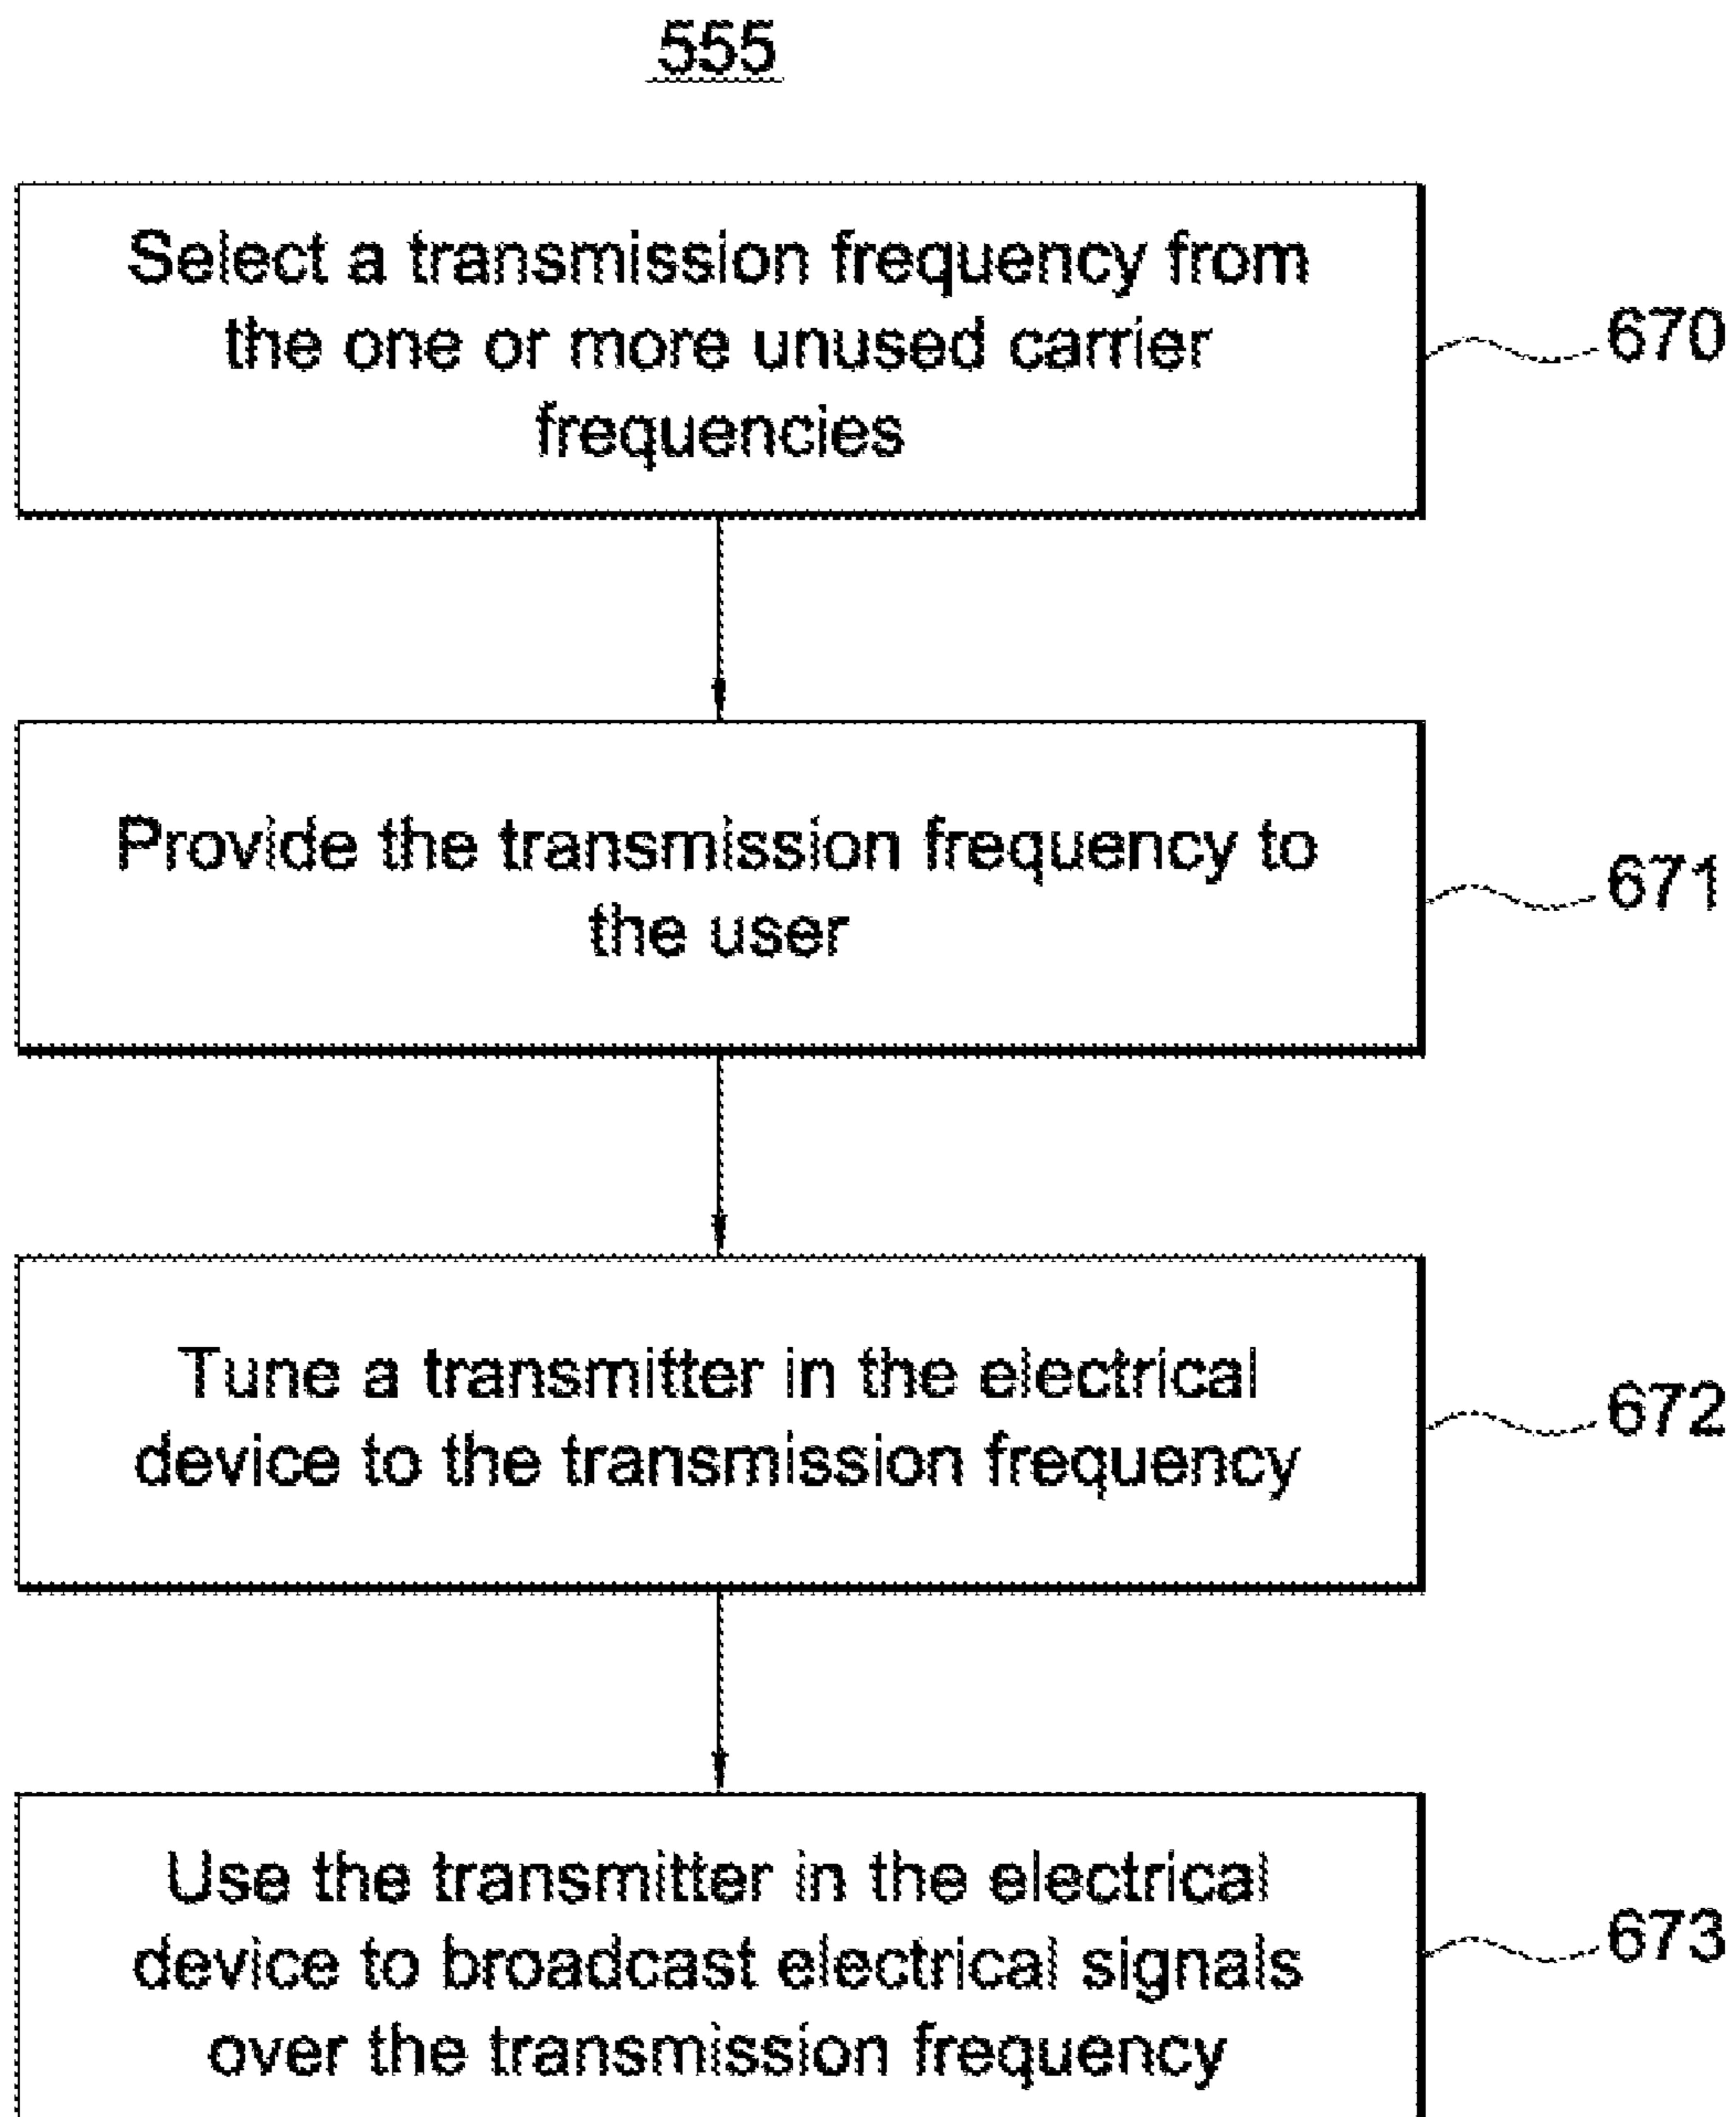 555
Select a transmission frequency from
the one or more unused carrier
frequencies
670
Provide the transmission frequency to
the user
671
Tune a transmitter in the electrical
device to the transmission frequency
672
Use the transmitter in the electrical
device to broadcast electrical signals
over the transmission frequency
673